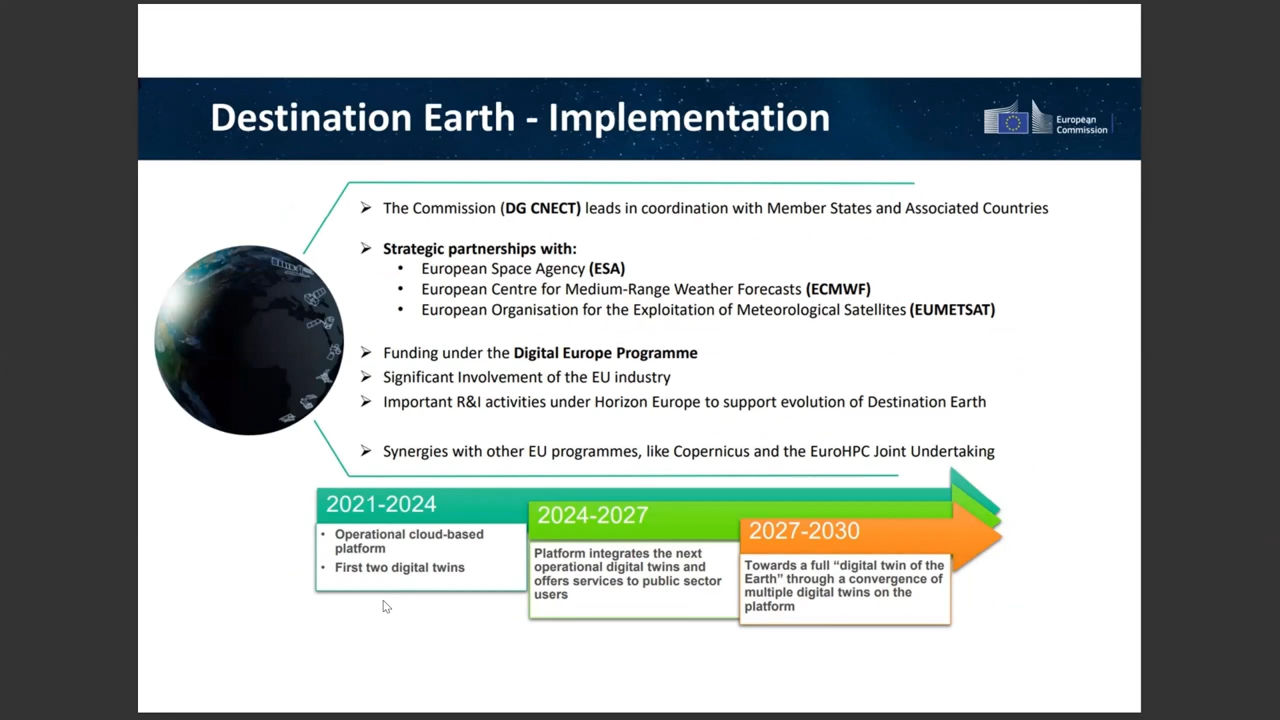 Destination Earth - Implementation
European
Commission
➢ The Commission (DG CNECT) leads in coordination with Member States and Associated Countries
➢ Strategic partnerships with:
• European Space Agency (ESA)
• European Centre for Medium-Range Weather Forecasts (ECMWF)
• European Organisation for the Exploitation of Meteorological Satellites (EUMETSAT)
➢ Funding under the Digital Europe Programme
➢ Significant Involvement of the EU industry
➢ Important R&I activities under Horizon Europe to support evolution of Destination Earth
➢ Synergies with other EU programmes, like Copernicus and the EuroHPC Joint Undertaking
2021-2024
• Operational cloud-based
platform
• First two digital twins
2024-2027
Platform integrates the next
operational digital twins and
offers services to public sector
users
2027-2030
Towards a full “digital twin of the
Earth” through a convergence of
multiple digital twins on the
platform